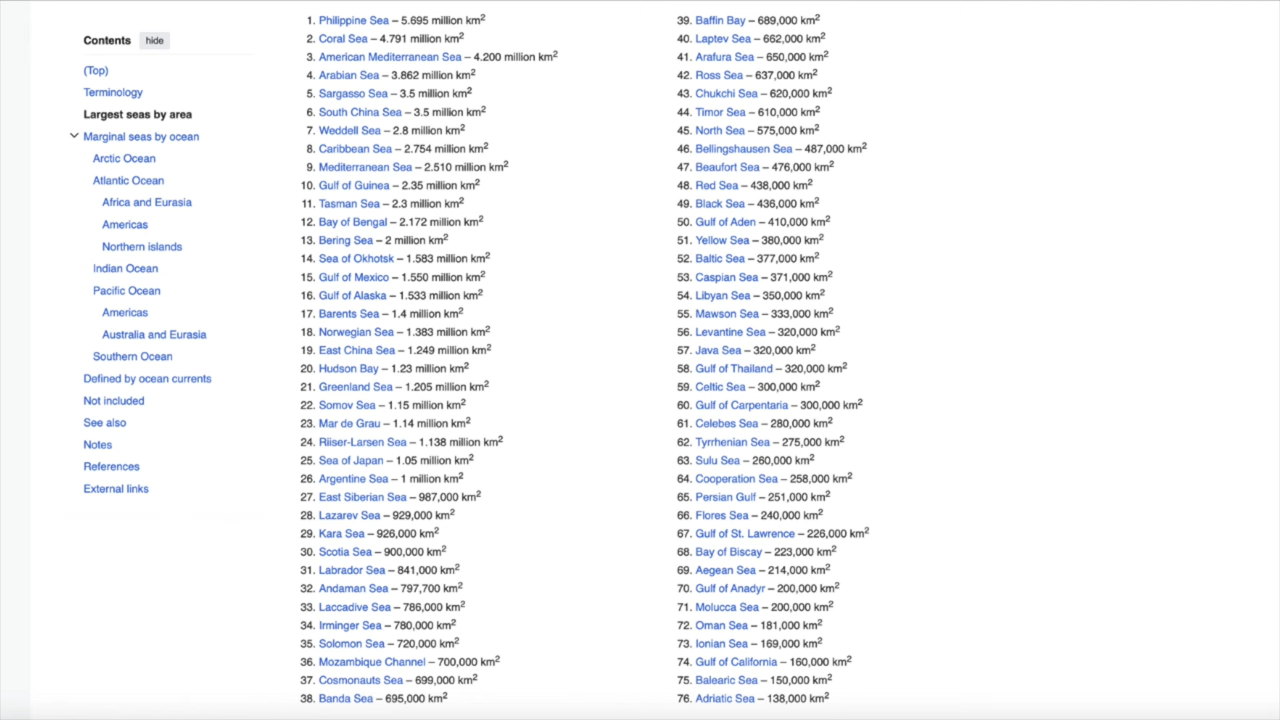 Contents hide
(Top)
Terminology
Largest seas by area
Marginal seas by ocean
Arctic Ocean
Atlantic Ocean
Africa and Eurasia
Americas
Northern islands
Indian Ocean
Pacific Ocean
Americas
Australia and Eurasia
Southern Ocean
Defined by ocean currents
Not included
See also
Notes
References
External links
1. Philippine Sea – 5.695 million km²
2. Coral Sea – 4.791 million km²
3. American Mediterranean Sea – 4.200 million km²
4. Arabian Sea – 3.862 million km²
5. Sargasso Sea – 3.5 million km²
6. South China Sea – 3.5 million km²
7. Weddell Sea – 2.8 million km²
8. Caribbean Sea – 2.754 million km²
9. Mediterranean Sea – 2.510 million km²
10. Gulf of Guinea – 2.35 million km²
11. Tasman Sea – 2.3 million km²
12. Bay of Bengal – 2.172 million km²
13. Bering Sea – 2 million km²
14. Sea of Okhotsk – 1.583 million km²
15. Gulf of Mexico – 1.550 million km²
16. Gulf of Alaska – 1.533 million km²
17. Barents Sea – 1.4 million km²
18. Norwegian Sea – 1.383 million km²
19. East China Sea – 1.249 million km²
20. Hudson Bay – 1.23 million km²
21. Greenland Sea – 1.205 million km²
22. Somov Sea – 1.15 million km²
23. Mar de Grau – 1.14 million km²
24. Riiser-Larsen Sea – 1.138 million km²
25. Sea of Japan – 1.05 million km²
26. Argentine Sea – 1 million km²
27. East Siberian Sea – 987,000 km²
28. Lazarev Sea – 929,000 km²
29. Kara Sea – 926,000 km²
30. Scotia Sea – 900,000 km²
31. Labrador Sea – 841,000 km²
32. Andaman Sea – 797,700 km²
33. Laccadive Sea – 786,000 km²
34. Irminger Sea – 780,000 km²
35. Solomon Sea – 720,000 km²
36. Mozambique Channel – 700,000 km²
37. Cosmonauts Sea – 699,000 km²
38. Banda Sea – 695,000 km²
39. Baffin Bay – 689,000 km²
40. Laptev Sea – 662,000 km²
41. Arafura Sea – 650,000 km²
42. Ross Sea – 637,000 km²
43. Chukchi Sea – 620,000 km²
44. Timor Sea – 610,000 km²
45. North Sea – 575,000 km²
46. Bellingshausen Sea – 487,000 km²
47. Beaufort Sea – 476,000 km²
48. Red Sea – 438,000 km²
49. Black Sea – 436,000 km²
50. Gulf of Aden – 410,000 km²
51. Yellow Sea – 380,000 km²
52. Baltic Sea – 377,000 km²
53. Caspian Sea – 371,000 km²
54. Libyan Sea – 350,000 km²
55. Mawson Sea – 333,000 km²
56. Levantine Sea – 320,000 km²
57. Java Sea – 320,000 km²
58. Gulf of Thailand – 320,000 km²
59. Celtic Sea – 300,000 km²
60. Gulf of Carpentaria – 300,000 km²
61. Celebes Sea – 280,000 km²
62. Tyrrhenian Sea – 275,000 km²
63. Sulu Sea – 260,000 km²
64. Cooperation Sea – 258,000 km²
65. Persian Gulf – 251,000 km²
66. Flores Sea – 240,000 km²
67. Gulf of St. Lawrence – 226,000 km²
68. Bay of Biscay – 223,000 km²
69. Aegean Sea – 214,000 km²
70. Gulf of Anadyr – 200,000 km²
71. Molucca Sea – 200,000 km²
72. Oman Sea – 181,000 km²
73. Ionian Sea – 169,000 km²
74. Gulf of California – 160,000 km²
75. Balearic Sea – 150,000 km²
76. Adriatic Sea – 138,000 km²